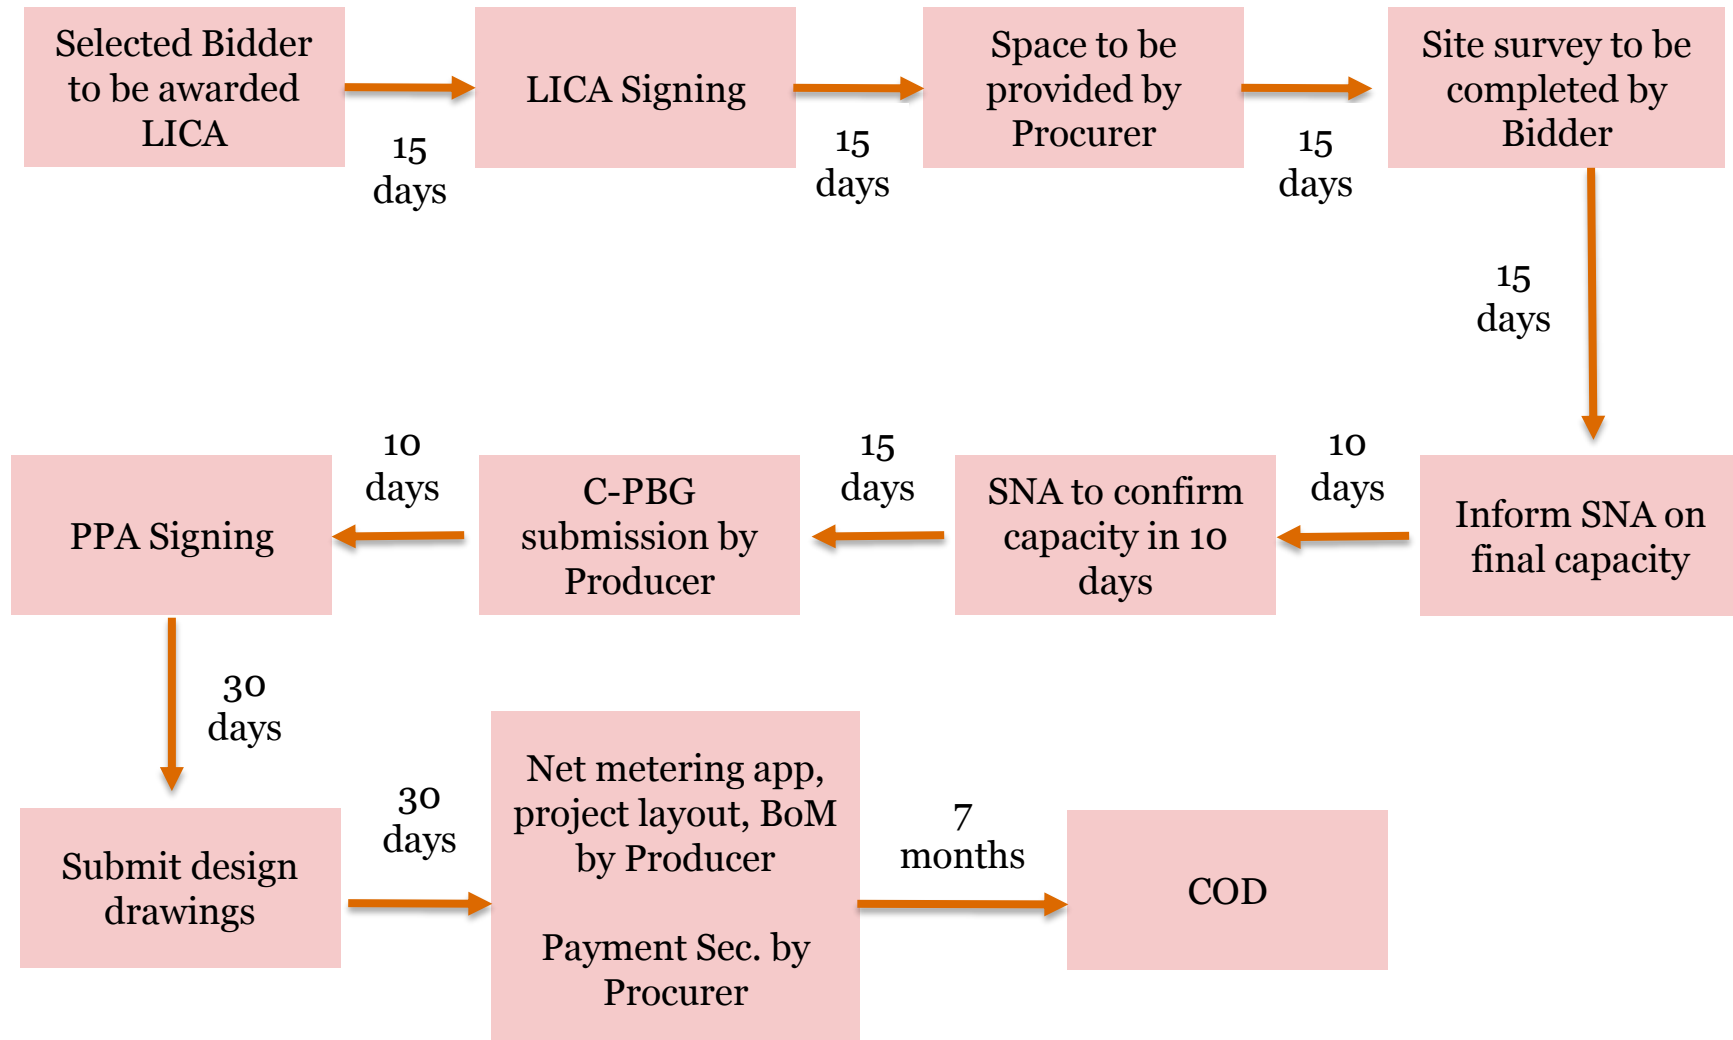 Selected Bidder
to be awarded
LICA
15
days
LICA Signing
15
days
Space to be
provided by
Procurer
15
days
Site survey to be
completed by
Bidder
15
days
Inform SNA on
final capacity
10
days
SNA to confirm
capacity in 10
days
15
days
C-PBG
submission by
Producer
10
days
PPA Signing
30
days
Submit design
drawings
30
days
Net metering app,
project layout, BoM
by Producer
Payment Sec. by
Procurer
7
months
COD